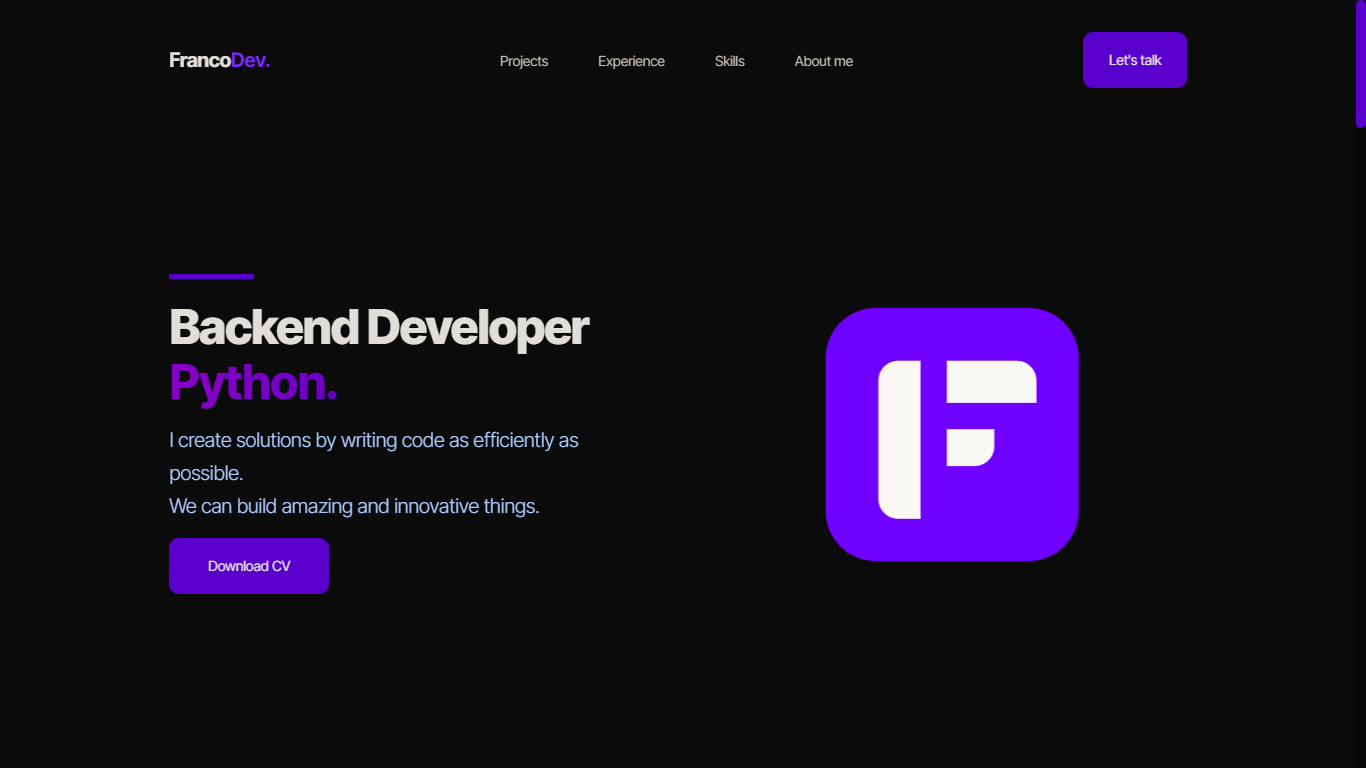 FrancoDev.
Projects
Experience
Skills
About me
Let's talk
Backend Developer
Python.
I create solutions by writing code as efficiently as
possible.
We can build amazing and innovative things.
Download CV
F